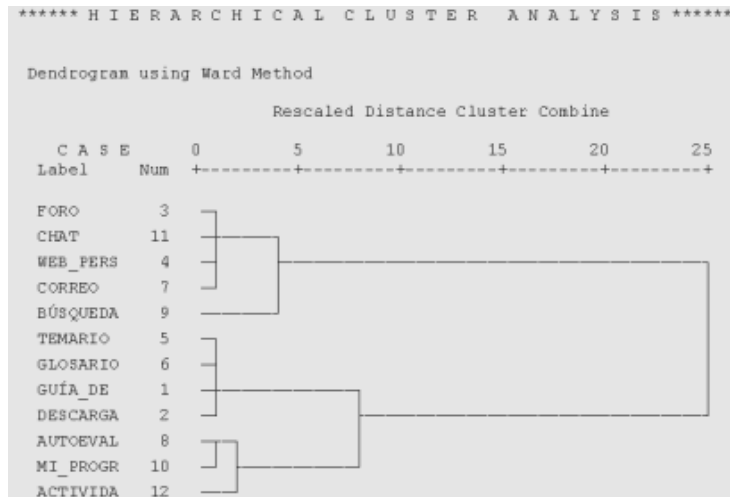 ****** H I E R A R C H I C A L  C L U S T E R  A N A L Y S I S ******
Dendrogram using Ward Method
Rescaled Distance Cluster Combine
C A S E 0 5 10 15 20 25
Label Num +---------+---------+---------+---------+---------+
FORO 3
CHAT 11
WEB_PERS 4
CORREO 7
BÚSQUEDA 9
TEMARIO 5
GLOSARIO 6
GUÍA_DE 1
DESCARGA 2
AUTOEVAL 8
MI_PROGR 10
ACTIVIDA 12